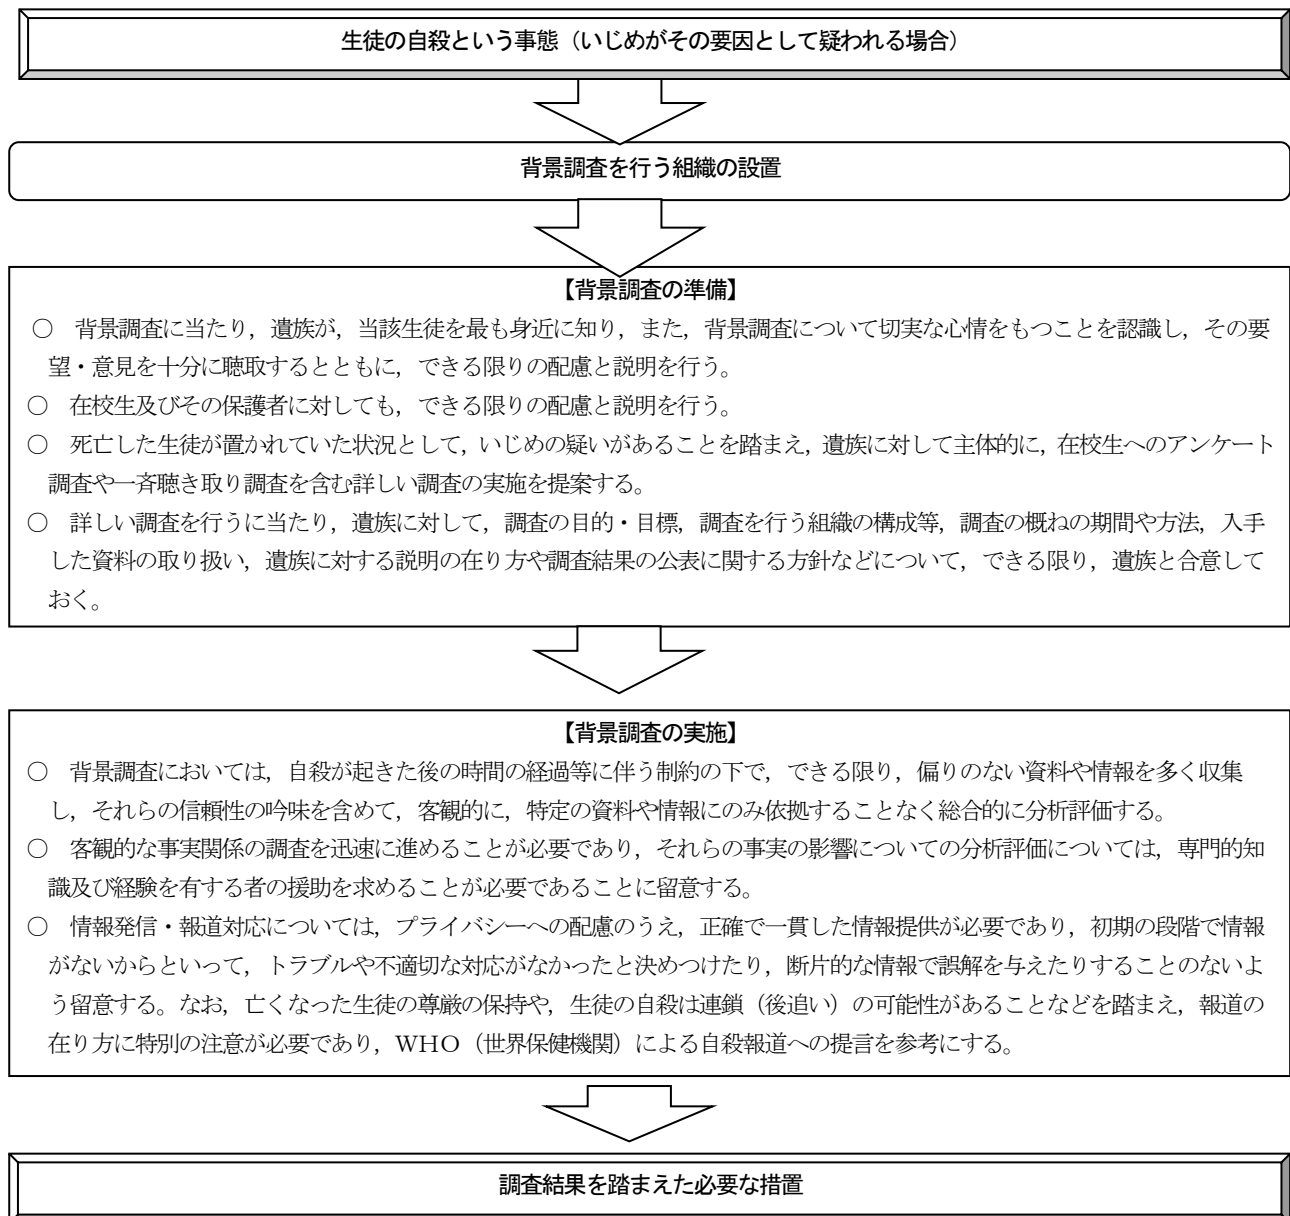 生徒の自殺という事態（いじめがその要因として疑われる場合）
背景調査を行う組織の設置
【背景調査の準備】
○　背景調査に当たり，遺族が，当該生徒を最も身近に知り，また，背景調査について切実な心情をもつことを認識し，その要
望・意見を十分に聴取するとともに，できる限りの配慮と説明を行う。
○　在校生及びその保護者に対しても，できる限りの配慮と説明を行う。
○　死亡した生徒が置かれていた状況として，いじめの疑いがあることを踏まえ，遺族に対して主体的に，在校生へのアンケート
調査や一斉聴き取り調査を含む詳しい調査の実施を提案する。
○　詳しい調査を行うに当たり，遺族に対して，調査の目的・目標，調査を行う組織の構成等，調査の概ねの期間や方法，入手
した資料の取り扱い，遺族に対する説明の在り方や調査結果の公表に関する方針などについて，できる限り，遺族と合意して
おく。
【背景調査の実施】
○　背景調査においては，自殺が起きた後の時間の経過等に伴う制約の下で，できる限り，偏りのない資料や情報を多く収集
し，それらの信頼性の吟味を含めて，客観的に，特定の資料や情報にのみ依拠することなく総合的に分析評価する。
○　客観的な事実関係の調査を迅速に進めることが必要であり，それらの事実の影響についての分析評価については，専門的知
識及び経験を有する者の援助を求めることが必要であることに留意する。
○　情報発信・報道対応については，プライバシーへの配慮のうえ，正確で一貫した情報提供が必要であり，初期の段階で情報
がないからといって，トラブルや不適切な対応がなかったと決めつけたり，断片的な情報で誤解を与えたりすることのないよ
う留意する。なお，亡くなった生徒の尊厳の保持や，生徒の自殺は連鎖（後追い）の可能性があることなどを踏まえ，報道の
在り方に特別の注意が必要であり，WHO（世界保健機関）による自殺報道への提言を参考にする。
調査結果を踏まえた必要な措置